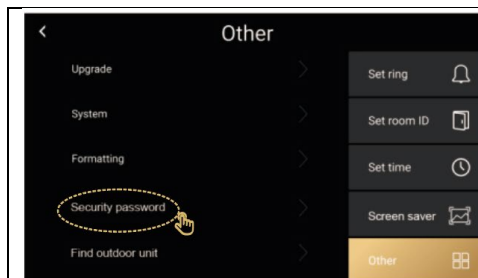 Other
Upgrade
System
Formatting
Security password
Find outdoor unit
Set ring
Set room ID
Set time
Screen saver
Other